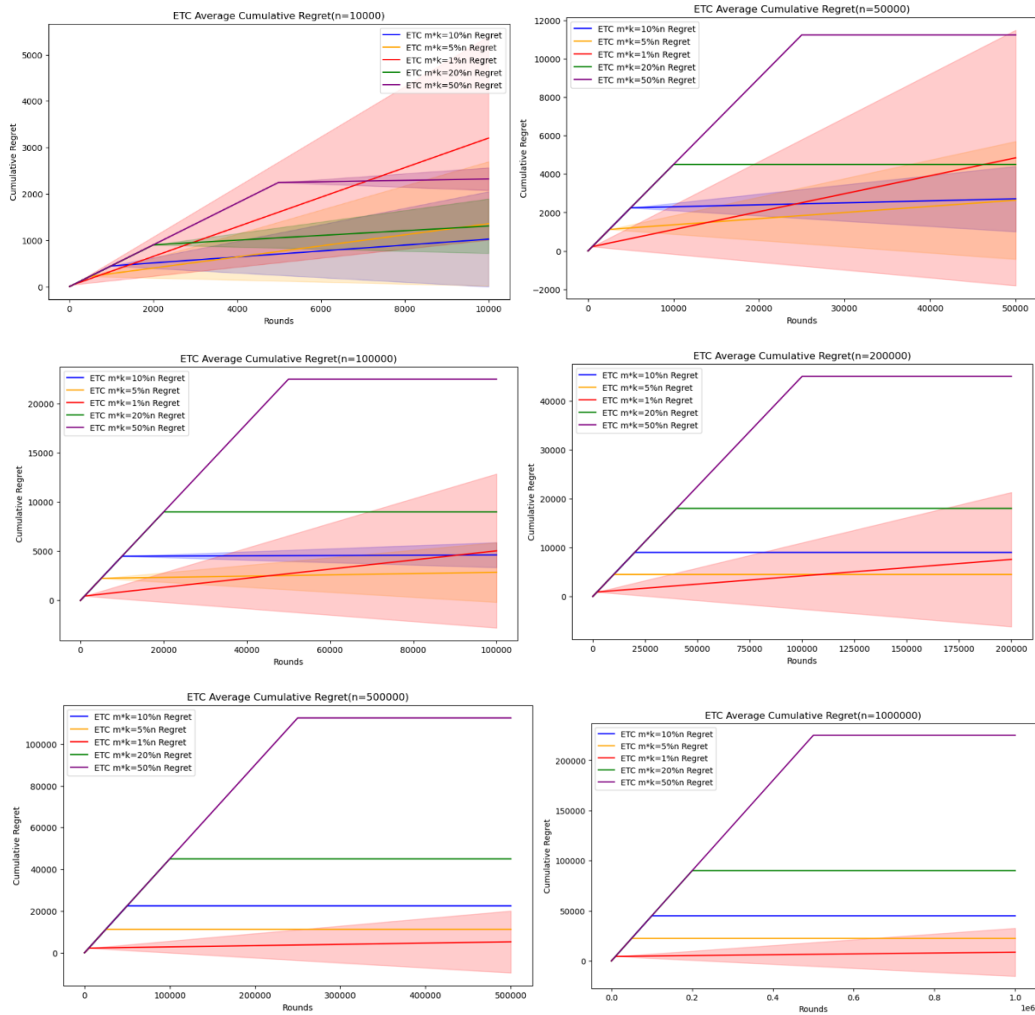 ETC Average Cumulative Regret(n=10000)
ETC m*k=10%n Regret
ETC m*k=5%n Regret
ETC m*k=1%n Regret
ETC m*k=20%n Regret
ETC m*k=50%n Regret
Cumulative Regret
5000
4000
3000
2000
1000
0
0 2000 4000 6000 8000 10000
Rounds
ETC Average Cumulative Regret(n=50000)
ETC m*k=10%n Regret
ETC m*k=5%n Regret
ETC m*k=1%n Regret
ETC m*k=20%n Regret
ETC m*k=50%n Regret
Cumulative Regret
12000
10000
8000
6000
4000
2000
0
−2000
0 10000 20000 30000 40000 50000
Rounds
ETC Average Cumulative Regret(n=100000)
ETC m*k=10%n Regret
ETC m*k=5%n Regret
ETC m*k=1%n Regret
ETC m*k=20%n Regret
ETC m*k=50%n Regret
Cumulative Regret
20000
15000
10000
5000
0
0 20000 40000 60000 80000 100000
Rounds
ETC Average Cumulative Regret(n=200000)
ETC m*k=10%n Regret
ETC m*k=5%n Regret
ETC m*k=1%n Regret
ETC m*k=20%n Regret
ETC m*k=50%n Regret
Cumulative Regret
40000
30000
20000
10000
0
0 25000 50000 75000 100000 125000 150000 175000 200000
Rounds
ETC Average Cumulative Regret(n=500000)
ETC m*k=10%n Regret
ETC m*k=5%n Regret
ETC m*k=1%n Regret
ETC m*k=20%n Regret
ETC m*k=50%n Regret
Cumulative Regret
100000
80000
60000
40000
20000
0
0 100000 200000 300000 400000 500000
Rounds
ETC Average Cumulative Regret(n=1000000)
ETC m*k=10%n Regret
ETC m*k=5%n Regret
ETC m*k=1%n Regret
ETC m*k=20%n Regret
ETC m*k=50%n Regret
Cumulative Regret
200000
150000
100000
50000
0
0.0 0.2 0.4 0.6 0.8 1.0
1e6
Rounds